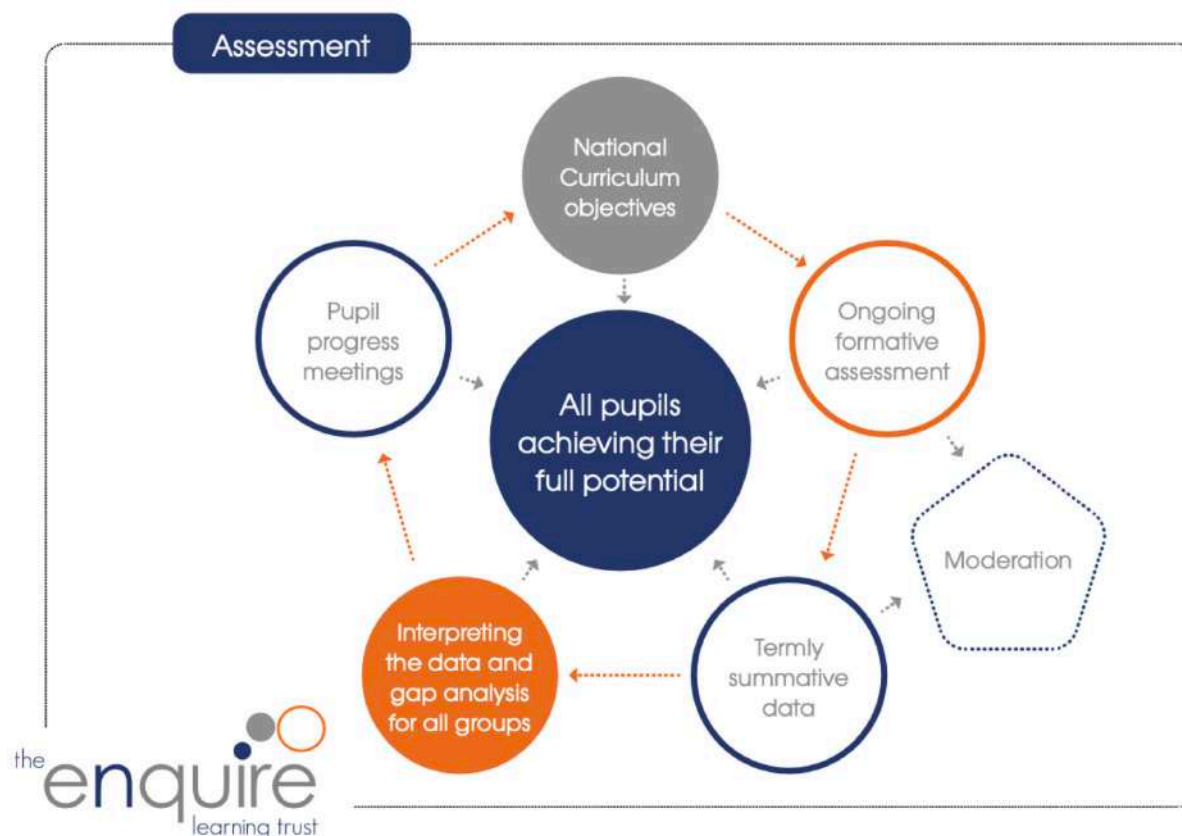 Assessment
National
Curriculum
objectives
Pupil
progress
meetings
Ongoing
formative
assessment
All pupils
achieving their
full potential
Moderation
Interpreting
the data and
gap analysis
for all groups
Termly
summative
data
the
enquire
learning trust